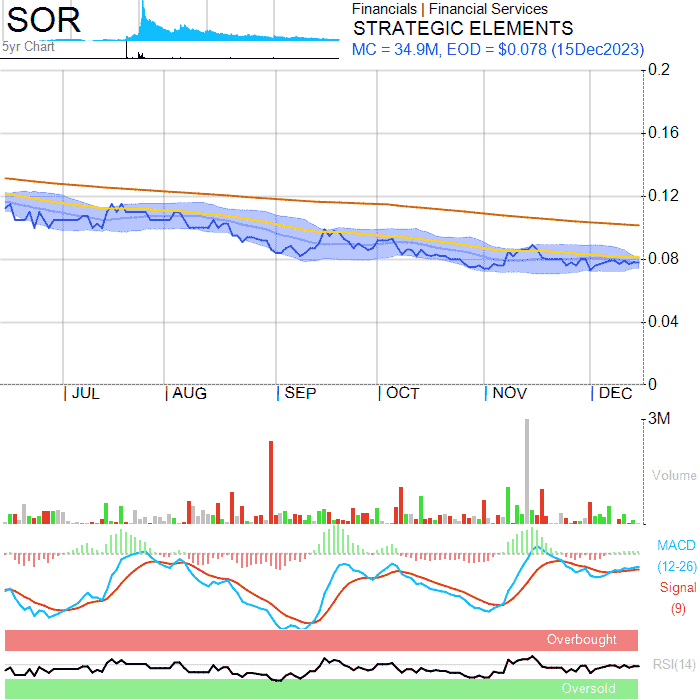 SOR
5yr Chart
Financials | Financial Services
STRATEGIC ELEMENTS
MC = 34.9M, EOD = $0.078 (15Dec2023)
0.2
0.16
0.12
0.08
0.04
0
JUL AUG SEP OCT NOV DEC
3M
Volume
MACD
(12-26)
Signal
(9)
Overbought
RSI(14)
Oversold